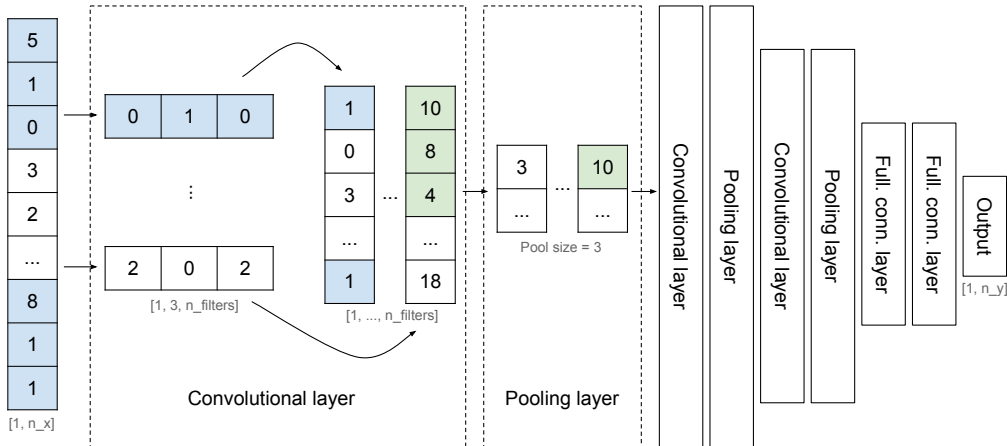 5
1
0
3
2
...
8
1
1
[1, n_x]
0 1 0
...
2 0 2
[1, 3, n_filters]
1
0
3
...
1
...
10
8
4
...
18
[1, ..., n_filters]
Convolutional layer
3
...
...
10
...
Pool size = 3
Pooling layer
Convolutional layer
Pooling layer
Convolutional layer
Pooling layer
Full. conn. layer
Full. conn. layer
Output
[1, n_y]